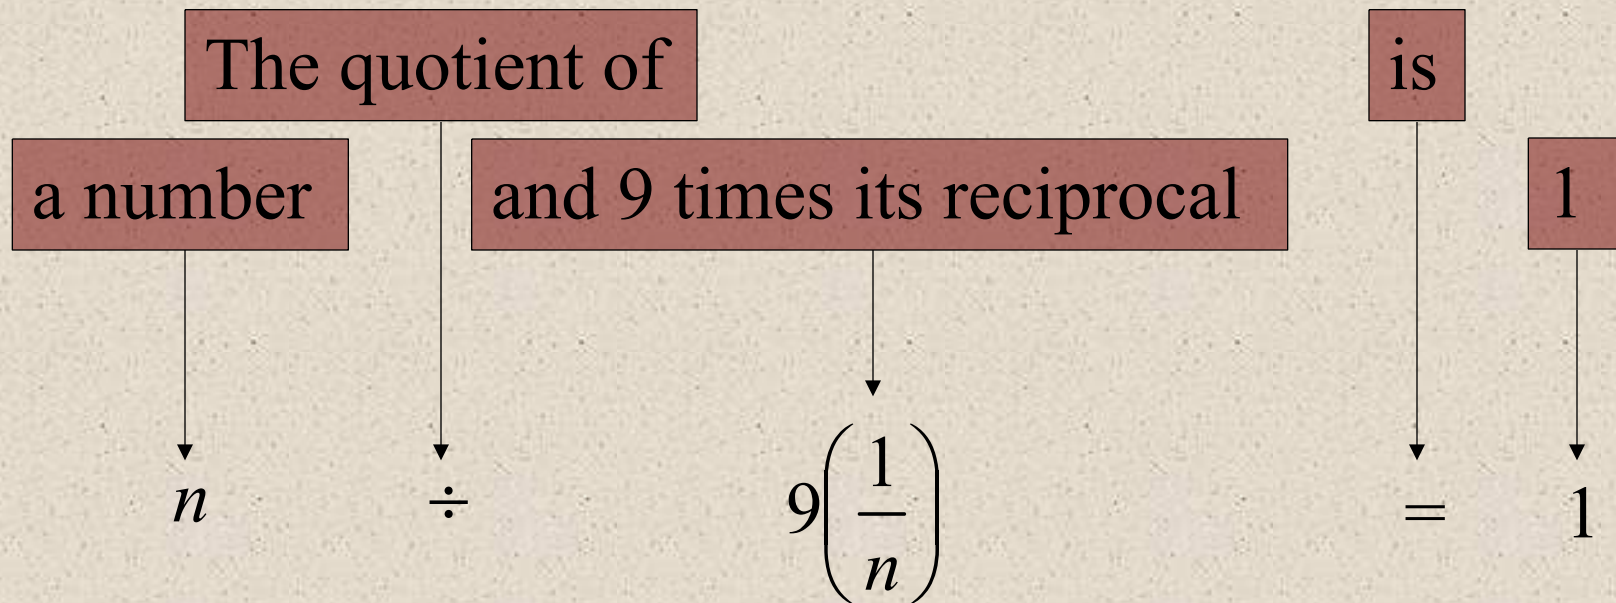 The quotient of is
a number and 9 times its reciprocal 1
n ÷ 9(1/n) = 1